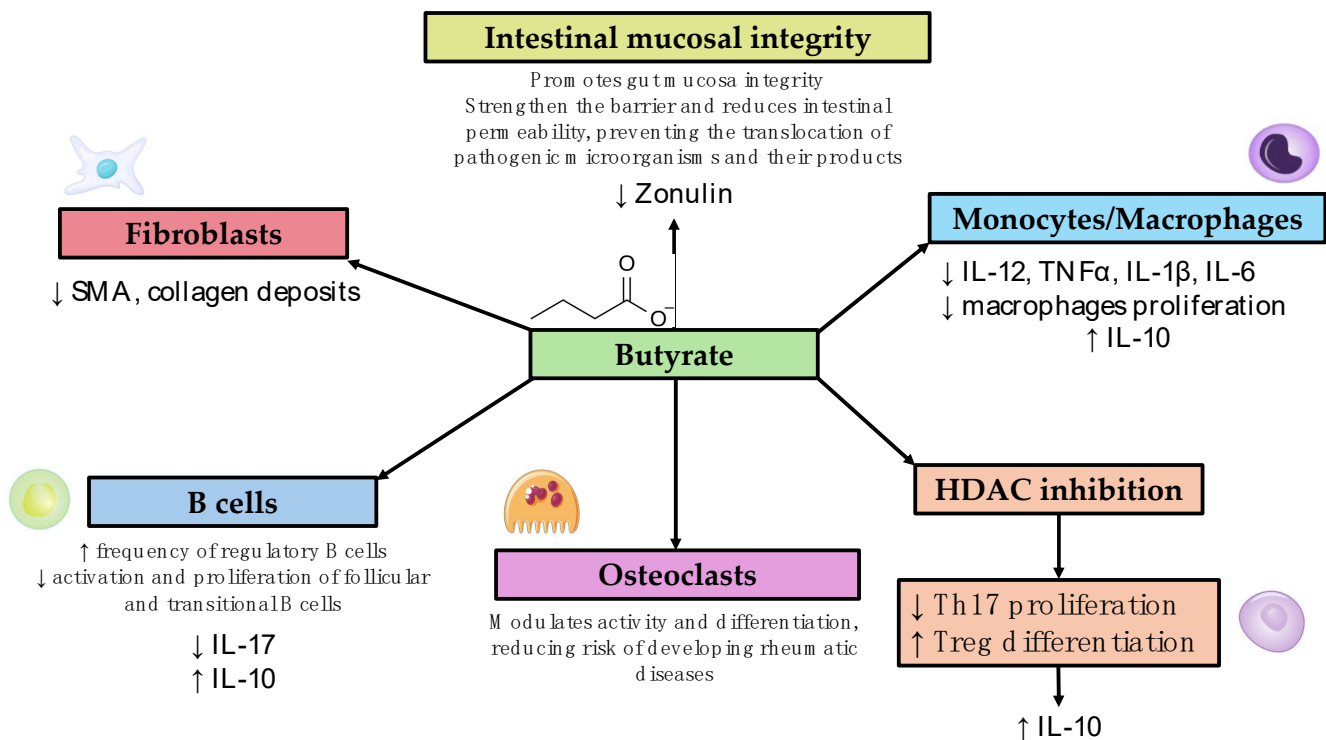 Intestinal mucosal integrity
Promotes gut mucosa integrity
Strengthen the barrier and reduces intestinal
permeability, preventing the translocation of
pathogenic microorganisms and their products
↓ Zonulin
Fibroblasts
↓ SMA, collagen deposits
Monocytes/Macrophages
↓ IL-12, TNFα, IL-1β, IL-6
↓ macrophages proliferation
↑ IL-10
O
O⁻
Butyrate
B cells
↑ frequency of regulatory B cells
↓ activation and proliferation of follicular
and transitional B cells
↓ IL-17
↑ IL-10
Osteoclasts
Modulates activity and differentiation,
reducing risk of developing rheumatic
diseases
HDAC inhibition
↓ Th17 proliferation
↑ Treg differentiation
↑ IL-10